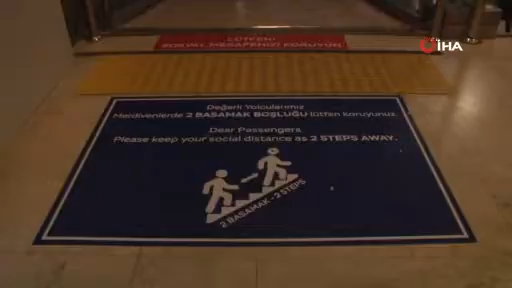 LÜTFEN!
SOSYAL MESAFENİZİ KORUYUN
İHA
Değerli Yolcularımız
Merdivenlerde 2 BASAMAK BOŞLUĞU lütfen koruyunuz.
Dear Passengers
Please keep your social distance as 2 STEPS AWAY.
2 BASAMAK - 2 STEPS